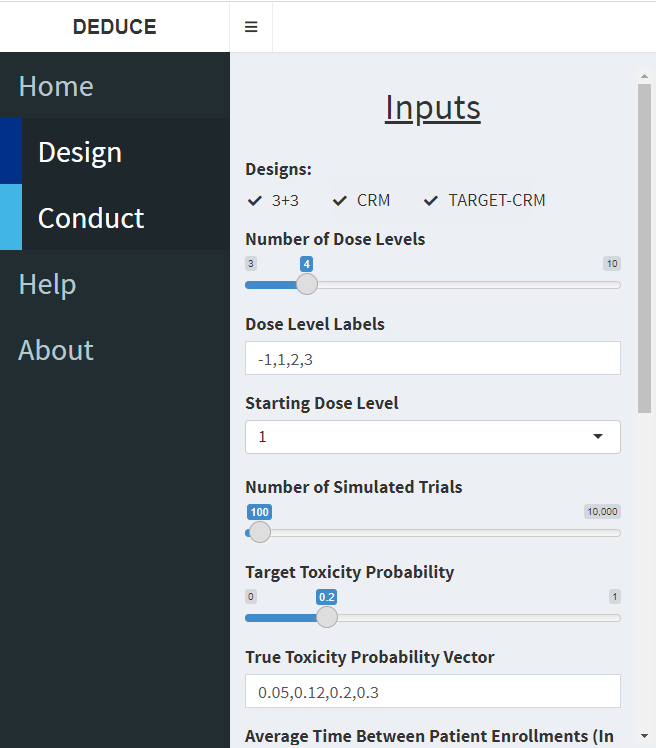 DEDUCE
Home
Design
Conduct
Help
About
Inputs
Designs:
3+3 CRM TARGET-CRM
Number of Dose Levels
3 4 10
Dose Level Labels
-1,1,2,3
Starting Dose Level
1
Number of Simulated Trials
100 10,000
Target Toxicity Probability
0 0.2 1
True Toxicity Probability Vector
0.05,0.12,0.2,0.3
Average Time Between Patient Enrollments (In